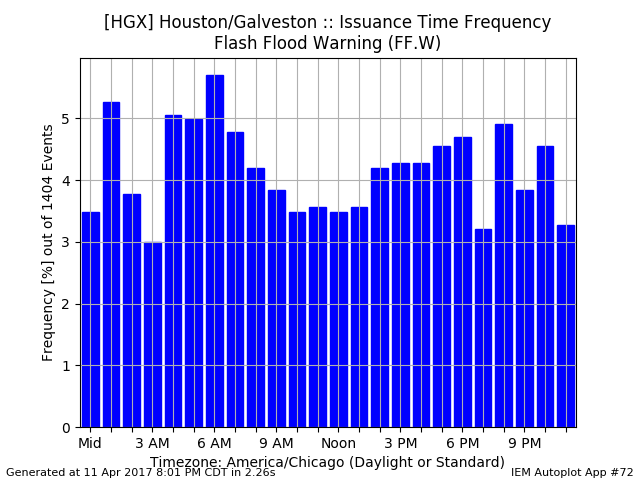 [HGX] Houston/Galveston :: Issuance Time Frequency
Flash Flood Warning (FF.W)
Frequency [%] out of 1404 Events
5
4
3
2
1
0
Mid 3 AM 6 AM 9 AM Noon 3 PM 6 PM 9 PM
Timezone: America/Chicago (Daylight or Standard)
Generated at 11 Apr 2017 8:01 PM CDT in 2.26s IEM Autoplot App #72